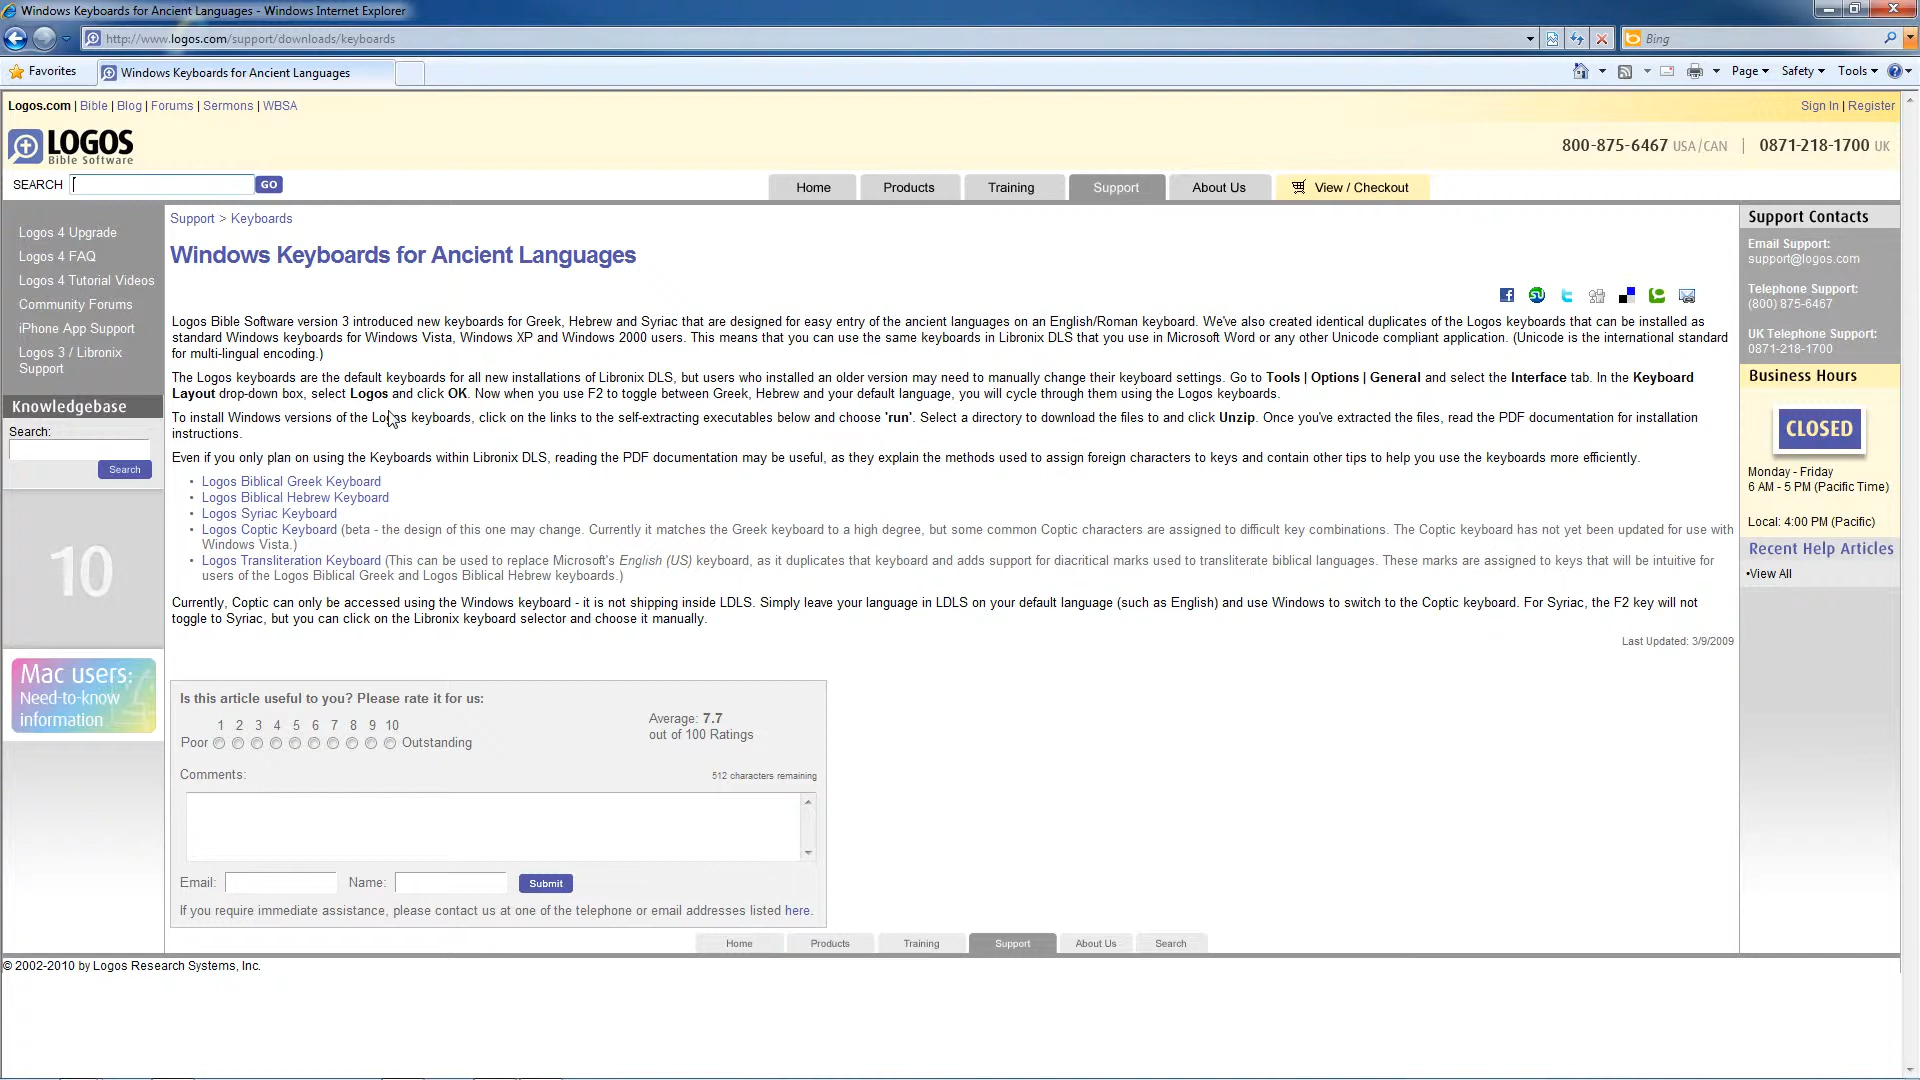 Windows Keyboards for Ancient Languages - Windows Internet Explorer
http://www.logos.com/support/downloads/keyboards
Bing
Favorites
Windows Keyboards for Ancient Languages
Page
Safety
Tools
Logos.com | Bible | Blog | Forums | Sermons | WBSA
Sign In | Register
LOGOS
Bible Software
800-875-6467 USA/CAN | 0871-218-1700 UK
SEARCH
GO
Home
Products
Training
Support
About Us
View / Checkout
Logos 4 Upgrade
Logos 4 FAQ
Logos 4 Tutorial Videos
Community Forums
iPhone App Support
Logos 3 / Libronix
Support
Knowledgebase
Search:
Search
10
Mac users:
Need-to-know
information
Support > Keyboards
Windows Keyboards for Ancient Languages
Logos Bible Software version 3 introduced new keyboards for Greek, Hebrew and Syriac that are designed for easy entry of the ancient languages on an English/Roman keyboard. We've also created identical duplicates of the Logos keyboards that can be installed as
standard Windows keyboards for Windows Vista, Windows XP and Windows 2000 users. This means that you can use the same keyboards in Libronix DLS that you use in Microsoft Word or any other Unicode compliant application. (Unicode is the international standard
for multi-lingual encoding.)
The Logos keyboards are the default keyboards for all new installations of Libronix DLS, but users who installed an older version may need to manually change their keyboard settings. Go to Tools | Options | General and select the Interface tab. In the Keyboard
Layout drop-down box, select Logos and click OK. Now when you use F2 to toggle between Greek, Hebrew and your default language, you will cycle through them using the Logos keyboards.
To install Windows versions of the Logos keyboards, click on the links to the self-extracting executables below and choose 'run'. Select a directory to download the files to and click Unzip. Once you've extracted the files, read the PDF documentation for installation
instructions.
Even if you only plan on using the Keyboards within Libronix DLS, reading the PDF documentation may be useful, as they explain the methods used to assign foreign characters to keys and contain other tips to help you use the keyboards more efficiently.
• Logos Biblical Greek Keyboard
• Logos Biblical Hebrew Keyboard
• Logos Syriac Keyboard
• Logos Coptic Keyboard (beta - the design of this one may change. Currently it matches the Greek keyboard to a high degree, but some common Coptic characters are assigned to difficult key combinations. The Coptic keyboard has not yet been updated for use with
Windows Vista.)
• Logos Transliteration Keyboard (This can be used to replace Microsoft's English (US) keyboard, as it duplicates that keyboard and adds support for diacritical marks used to transliterate biblical languages. These marks are assigned to keys that will be intuitive for
users of the Logos Biblical Greek and Logos Biblical Hebrew keyboards.)
Currently, Coptic can only be accessed using the Windows keyboard - it is not shipping inside LDLS. Simply leave your language in LDLS on your default language (such as English) and use Windows to switch to the Coptic keyboard. For Syriac, the F2 key will not
toggle to Syriac, but you can click on the Libronix keyboard selector and choose it manually.
Last Updated: 3/9/2009
Is this article useful to you? Please rate it for us:
1 2 3 4 5 6 7 8 9 10
Poor
Outstanding
Average: 7.7
out of 100 Ratings
Comments:
512 characters remaining
Email:
Name:
Submit
If you require immediate assistance, please contact us at one of the telephone or email addresses listed here.
Support Contacts
Email Support:
support@logos.com
Telephone Support:
(800) 875-6467
UK Telephone Support:
0871-218-1700
Business Hours
CLOSED
Monday - Friday
6 AM - 5 PM (Pacific Time)
Local: 4:00 PM (Pacific)
Recent Help Articles
•View All
Home
Products
Training
Support
About Us
Search
© 2002-2010 by Logos Research Systems, Inc.